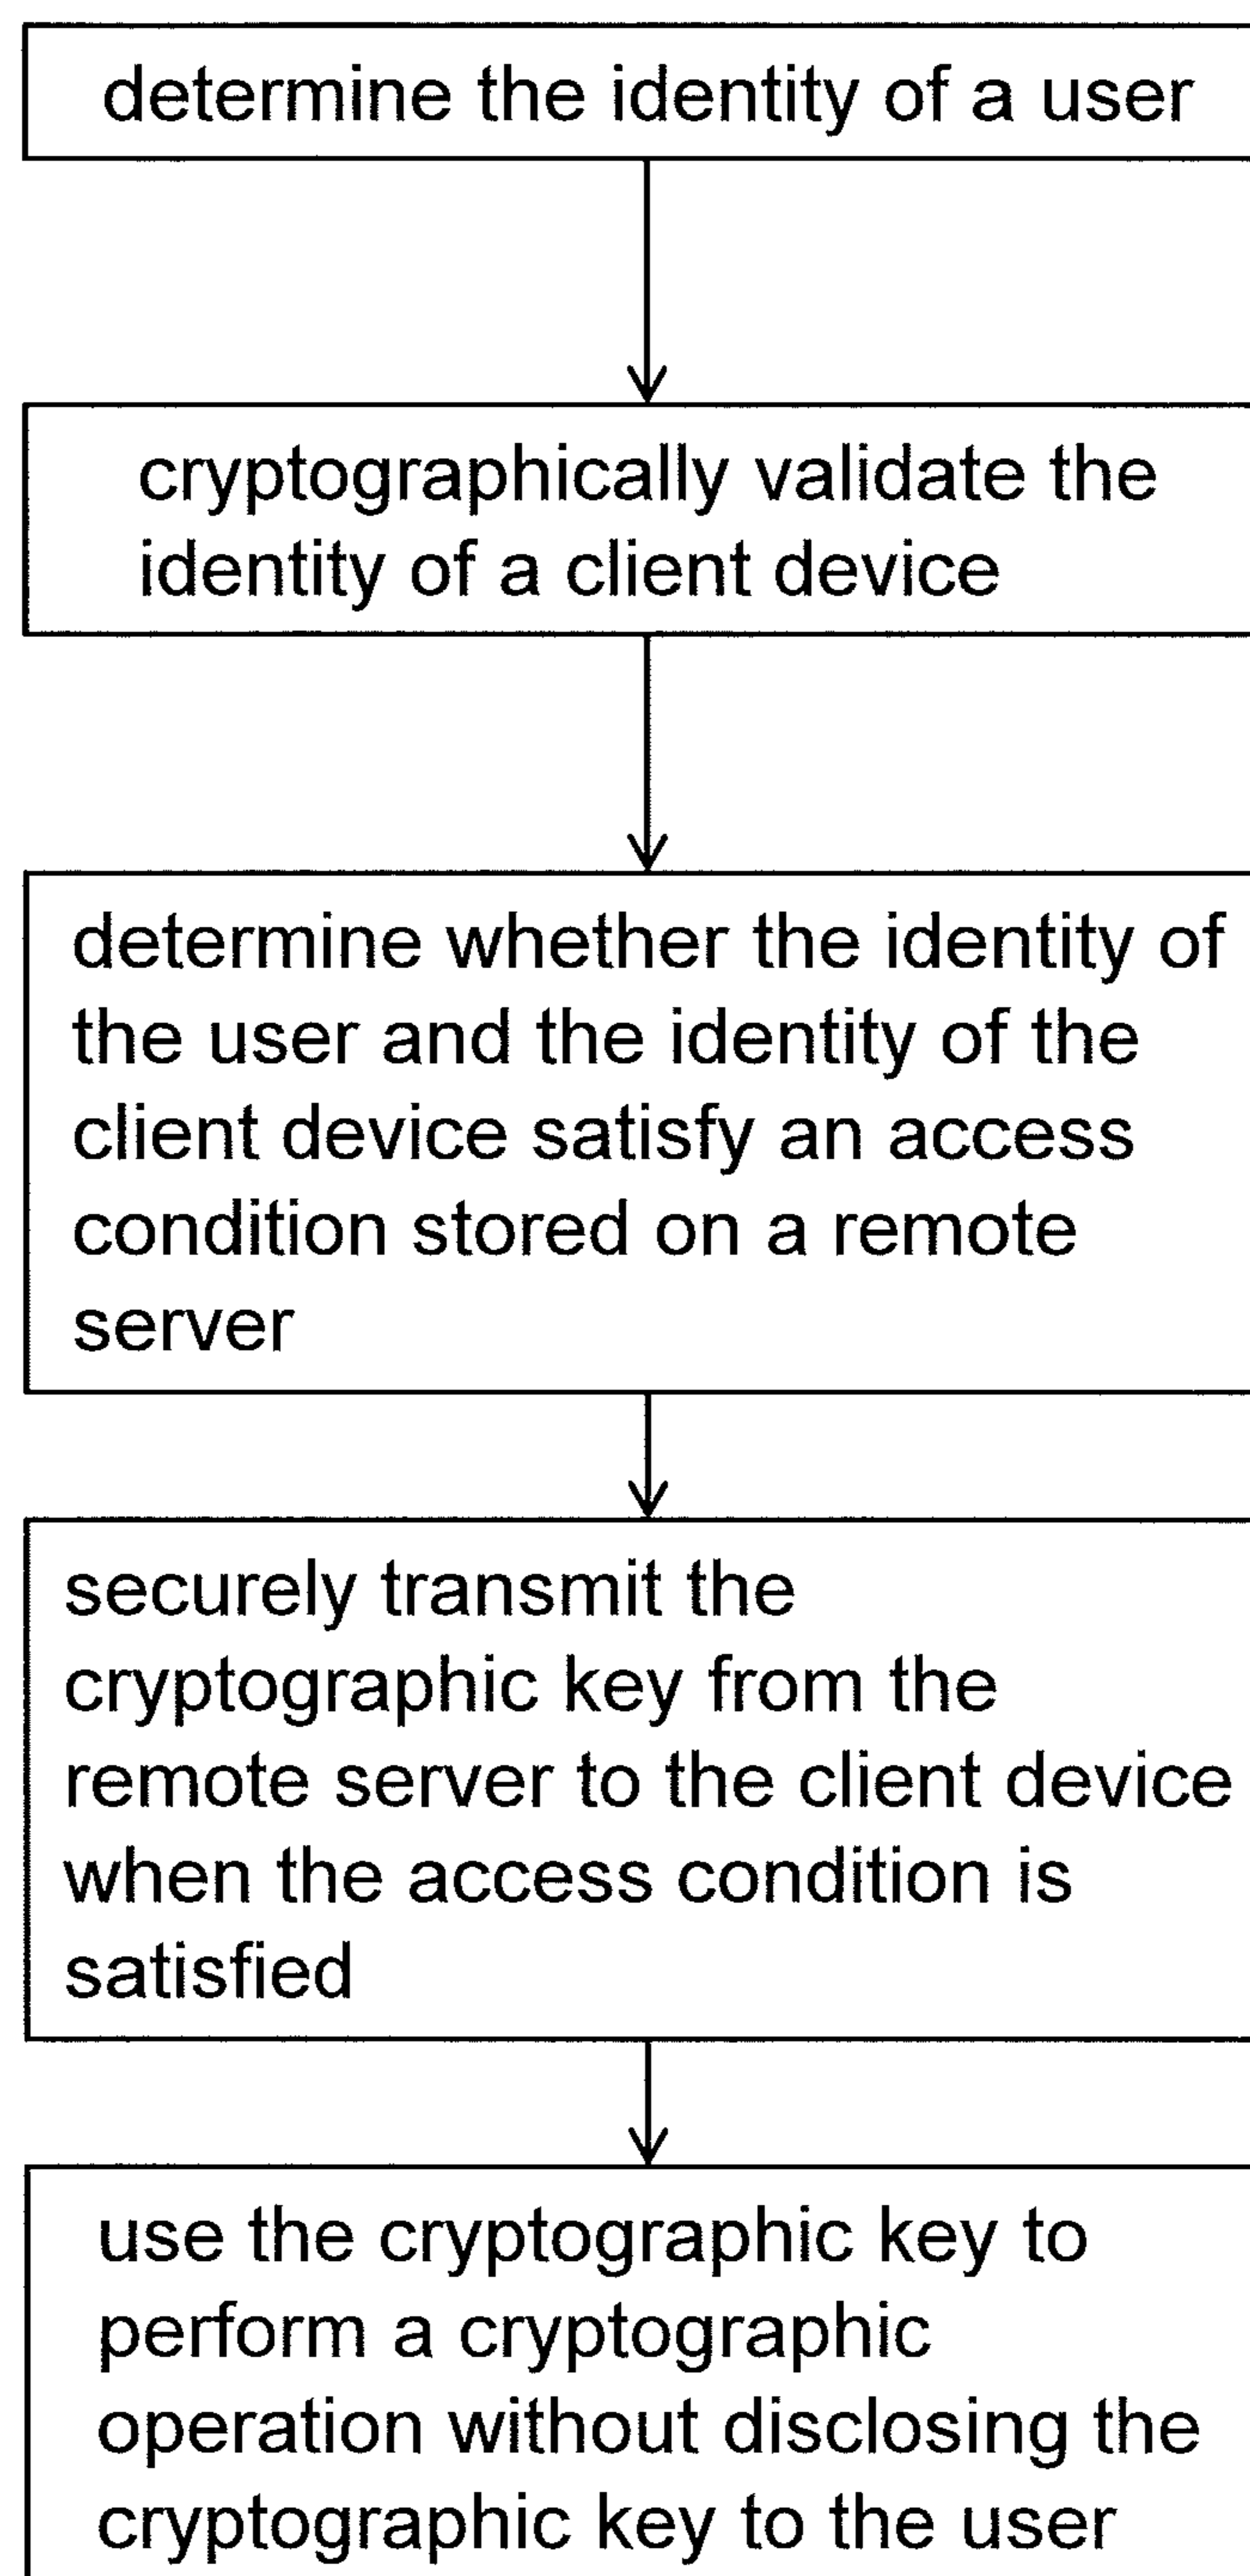 determine the identity of a user
cryptographically validate the
identity of a client device
determine whether the identity of
the user and the identity of the
client device satisfy an access
condition stored on a remote
server
securely transmit the
cryptographic key from the
remote server to the client device
when the access condition is
satisfied
use the cryptographic key to
perform a cryptographic
operation without disclosing the
cryptographic key to the user